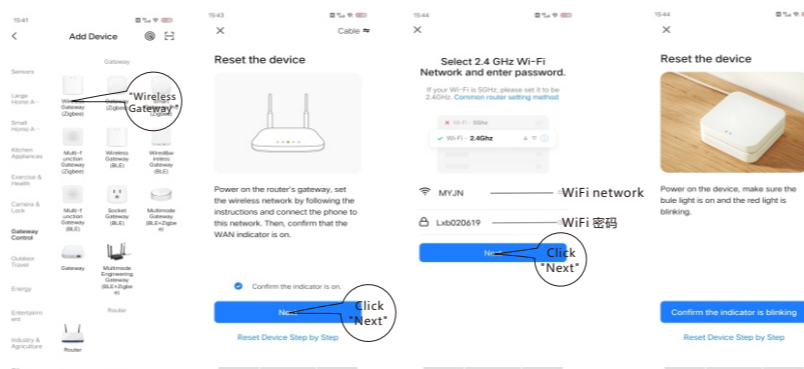 15:41
Add Device
Gateway
Sensors
Large
Home A···
Small
Home A···
Kitchen
Appliances
Exercise &
Health
Camera &
Lock
Gateway
Control
Outdoor
Travel
Energy
Entertainm
ent
Industry &
Agriculture
(Zigbee)
"Wireless
Gateway"
Multi-f
unction
Gateway
(Zigbee)
Wireless
Gateway
(BLE)
Multi-f
unction
Gateway
(BLE)
Socket
Gateway
(BLE)
Multimode
Gateway
(BLE+Zigbe
e)
Gateway
Multimode
Engineering
Gateway
(BLE+Zigbe
e)
Router
Router
15:43
Cable
Reset the device
Power on the router's gateway, set
the wireless network by following the
instructions and connect the phone to
this network. Then, confirm that the
WAN indicator is on.
Confirm the indicator is on.
Next
Click
"Next"
Reset Device Step by Step
15:44
Select 2.4 GHz Wi-Fi
Network and enter password.
If your Wi-Fi is 5GHz, please set it to be
2.4GHz. Common router setting method
Wi-Fi - 5Ghz
Wi-Fi - 2.4Ghz
MYJN
WiFi network
Lxb020619
WiFi 密码
Next
Click
"Next"
15:44
Reset the device
Power on the device, make sure the
bule light is on and the red light is
blinking.
Confirm the indicator is blinking
Reset Device Step by Step